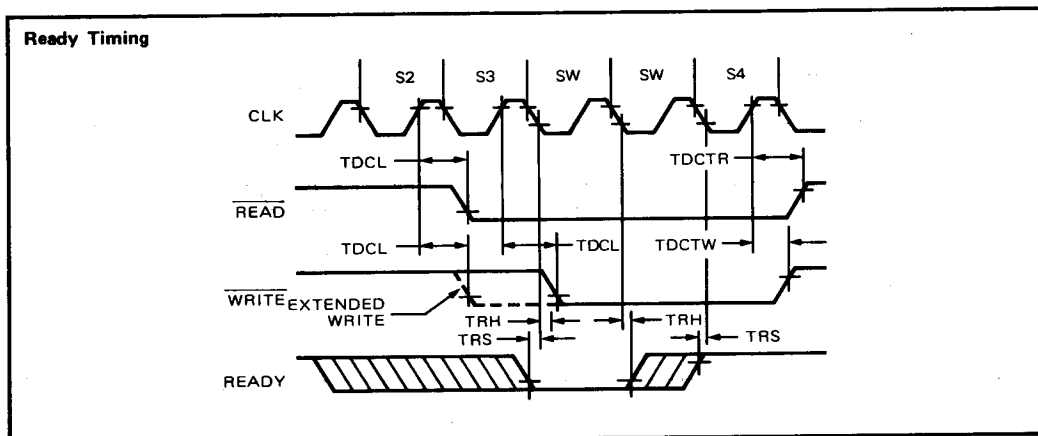 Ready Timing
S2 S3 SW SW S4
CLK
TDCL TDCTR
READ
TDCL TDCL TDCTW
WRITE EXTENDED
WRITE
TRH TRH
TRS TRS
READY